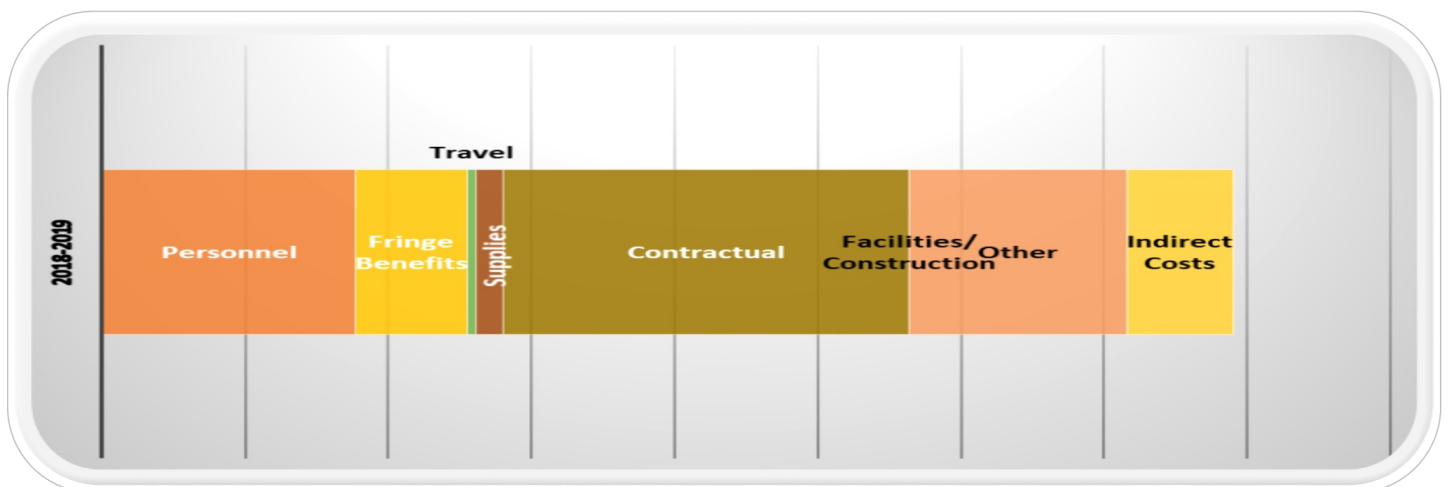 2018-2019
Travel
Personnel
Fringe
Benefits
Supplies
Contractual
Facilities/
Construction
Other
Indirect
Costs